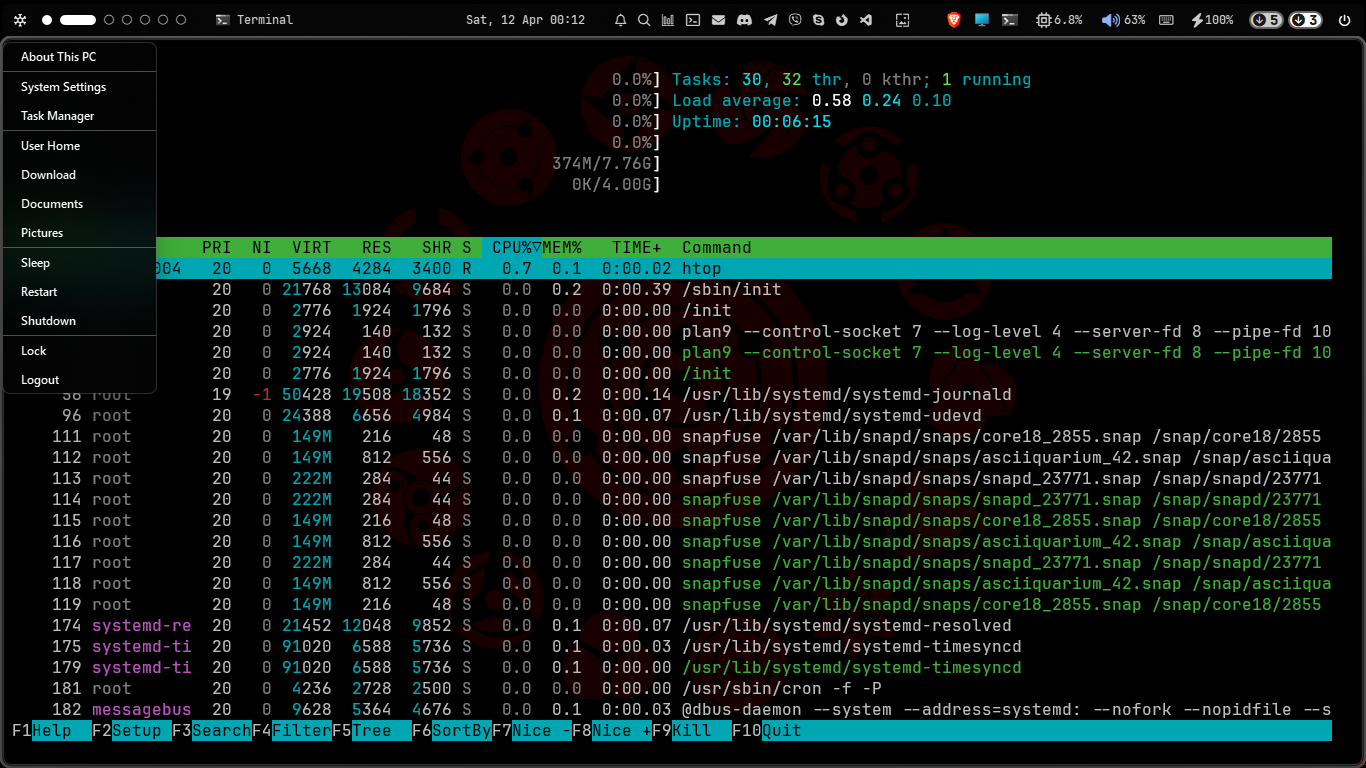 Terminal Sat, 12 Apr 00:12 6.8% 63% 100% 5 3
About This PC
System Settings
Task Manager
User Home
Download
Documents
Pictures
Sleep
Restart
Shutdown
Lock
Logout
0.0%] Tasks: 30, 32 thr, 0 kthr; 1 running
0.0%] Load average: 0.58 0.24 0.10
0.0%] Uptime: 00:06:15
0.0%]
374M/7.76G]
0K/4.00G]
PRI NI VIRT RES SHR S CPU%▽MEM% TIME+ Command
004 20 0 5668 4284 3400 R 0.7 0.1 0:00.02 htop
20 0 21768 13084 9684 S 0.0 0.2 0:00.39 /sbin/init
20 0 2776 1924 1796 S 0.0 0.0 0:00.00 /init
20 0 2924 140 132 S 0.0 0.0 0:00.00 plan9 --control-socket 7 --log-level 4 --server-fd 8 --pipe-fd 10
20 0 2924 140 132 S 0.0 0.0 0:00.00 plan9 --control-socket 7 --log-level 4 --server-fd 8 --pipe-fd 10
20 0 2776 1924 1796 S 0.0 0.0 0:00.00 /init
58 root 19 -1 50428 19508 18352 S 0.0 0.2 0:00.14 /usr/lib/systemd/systemd-journald
96 root 20 0 24388 6656 4984 S 0.0 0.1 0:00.07 /usr/lib/systemd/systemd-udevd
111 root 20 0 149M 216 48 S 0.0 0.0 0:00.00 snapfuse /var/lib/snapd/snaps/core18_2855.snap /snap/core18/2855
112 root 20 0 149M 812 556 S 0.0 0.0 0:00.00 snapfuse /var/lib/snapd/snaps/asciiquarium_42.snap /snap/asciiqua
113 root 20 0 222M 284 44 S 0.0 0.0 0:00.00 snapfuse /var/lib/snapd/snaps/snapd_23771.snap /snap/snapd/23771
114 root 20 0 222M 284 44 S 0.0 0.0 0:00.00 snapfuse /var/lib/snapd/snaps/snapd_23771.snap /snap/snapd/23771
115 root 20 0 149M 216 48 S 0.0 0.0 0:00.00 snapfuse /var/lib/snapd/snaps/core18_2855.snap /snap/core18/2855
116 root 20 0 149M 812 556 S 0.0 0.0 0:00.00 snapfuse /var/lib/snapd/snaps/asciiquarium_42.snap /snap/asciiqua
117 root 20 0 222M 284 44 S 0.0 0.0 0:00.00 snapfuse /var/lib/snapd/snaps/snapd_23771.snap /snap/snapd/23771
118 root 20 0 149M 812 556 S 0.0 0.0 0:00.00 snapfuse /var/lib/snapd/snaps/asciiquarium_42.snap /snap/asciiqua
119 root 20 0 149M 216 48 S 0.0 0.0 0:00.00 snapfuse /var/lib/snapd/snaps/core18_2855.snap /snap/core18/2855
174 systemd-re 20 0 21452 12048 9852 S 0.0 0.1 0:00.07 /usr/lib/systemd/systemd-resolved
175 systemd-ti 20 0 91020 6588 5736 S 0.0 0.1 0:00.03 /usr/lib/systemd/systemd-timesyncd
179 systemd-ti 20 0 91020 6588 5736 S 0.0 0.1 0:00.00 /usr/lib/systemd/systemd-timesyncd
181 root 20 0 4236 2728 2500 S 0.0 0.0 0:00.00 /usr/sbin/cron -f -P
182 messagebus 20 0 9628 5364 4676 S 0.0 0.1 0:00.03 @dbus-daemon --system --address=systemd: --nofork --nopidfile --s
F1Help F2Setup F3SearchF4FilterF5Tree F6SortByF7Nice -F8Nice +F9Kill F10Quit